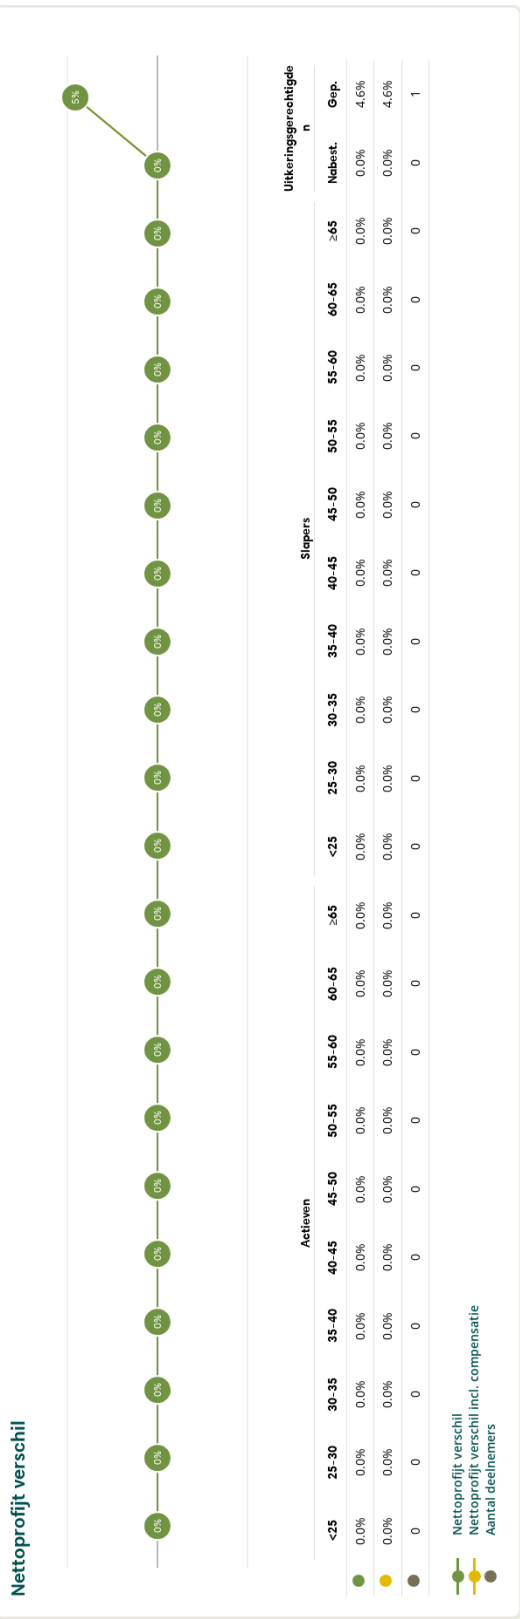 Nettoprofijt verschil
0% 0% 0% 0% 0% 0% 0% 0% 0% 0% 0% 0% 0% 0% 0% 0% 0% 0% 0% 0% 0% 5%
Actieven Slapers Uitkeringsgerechtigde
n
<25 25-30 30-35 35-40 40-45 45-50 50-55 55-60 60-65 ≥65 <25 25-30 30-35 35-40 40-45 45-50 50-55 55-60 60-65 ≥65 Nabest. Gep.
0.0% 0.0% 0.0% 0.0% 0.0% 0.0% 0.0% 0.0% 0.0% 0.0% 0.0% 0.0% 0.0% 0.0% 0.0% 0.0% 0.0% 0.0% 0.0% 0.0% 0.0% 4.6%
0.0% 0.0% 0.0% 0.0% 0.0% 0.0% 0.0% 0.0% 0.0% 0.0% 0.0% 0.0% 0.0% 0.0% 0.0% 0.0% 0.0% 0.0% 0.0% 0.0% 0.0% 4.6%
0 0 0 0 0 0 0 0 0 0 0 0 0 0 0 0 0 0 0 0 0 1
Nettoprofijt verschil
Nettoprofijt verschil incl. compensatie
Aantal deelnemers